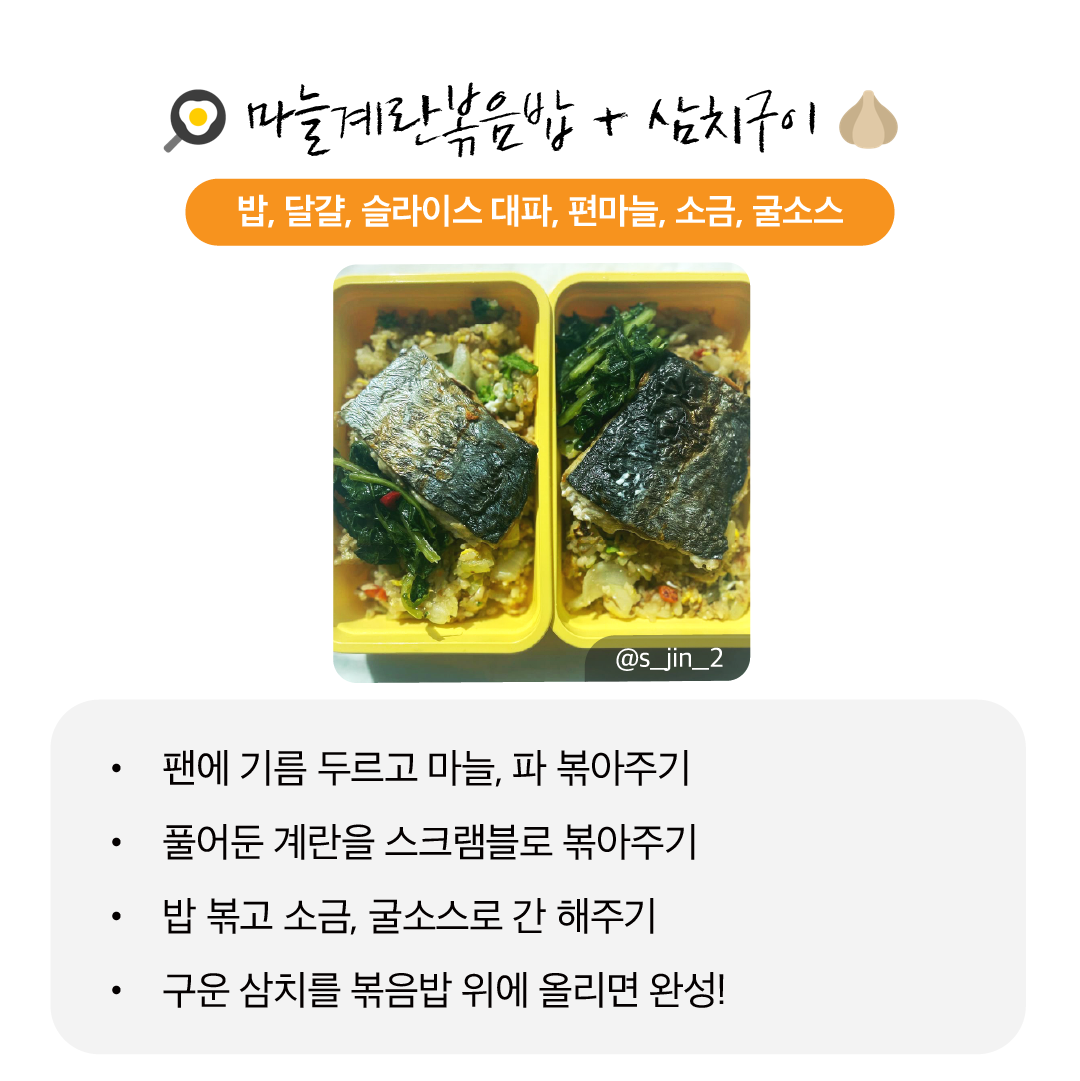 마늘계란볶음밥 + 삼치구이
밥, 달걀, 슬라이스 대파, 편마늘, 소금, 굴소스
@s_jin_2
• 팬에 기름 두르고 마늘, 파 볶아주기
• 풀어둔 계란을 스크램블로 볶아주기
• 밥 볶고 소금, 굴소스로 간 해주기
• 구운 삼치를 볶음밥 위에 올리면 완성!